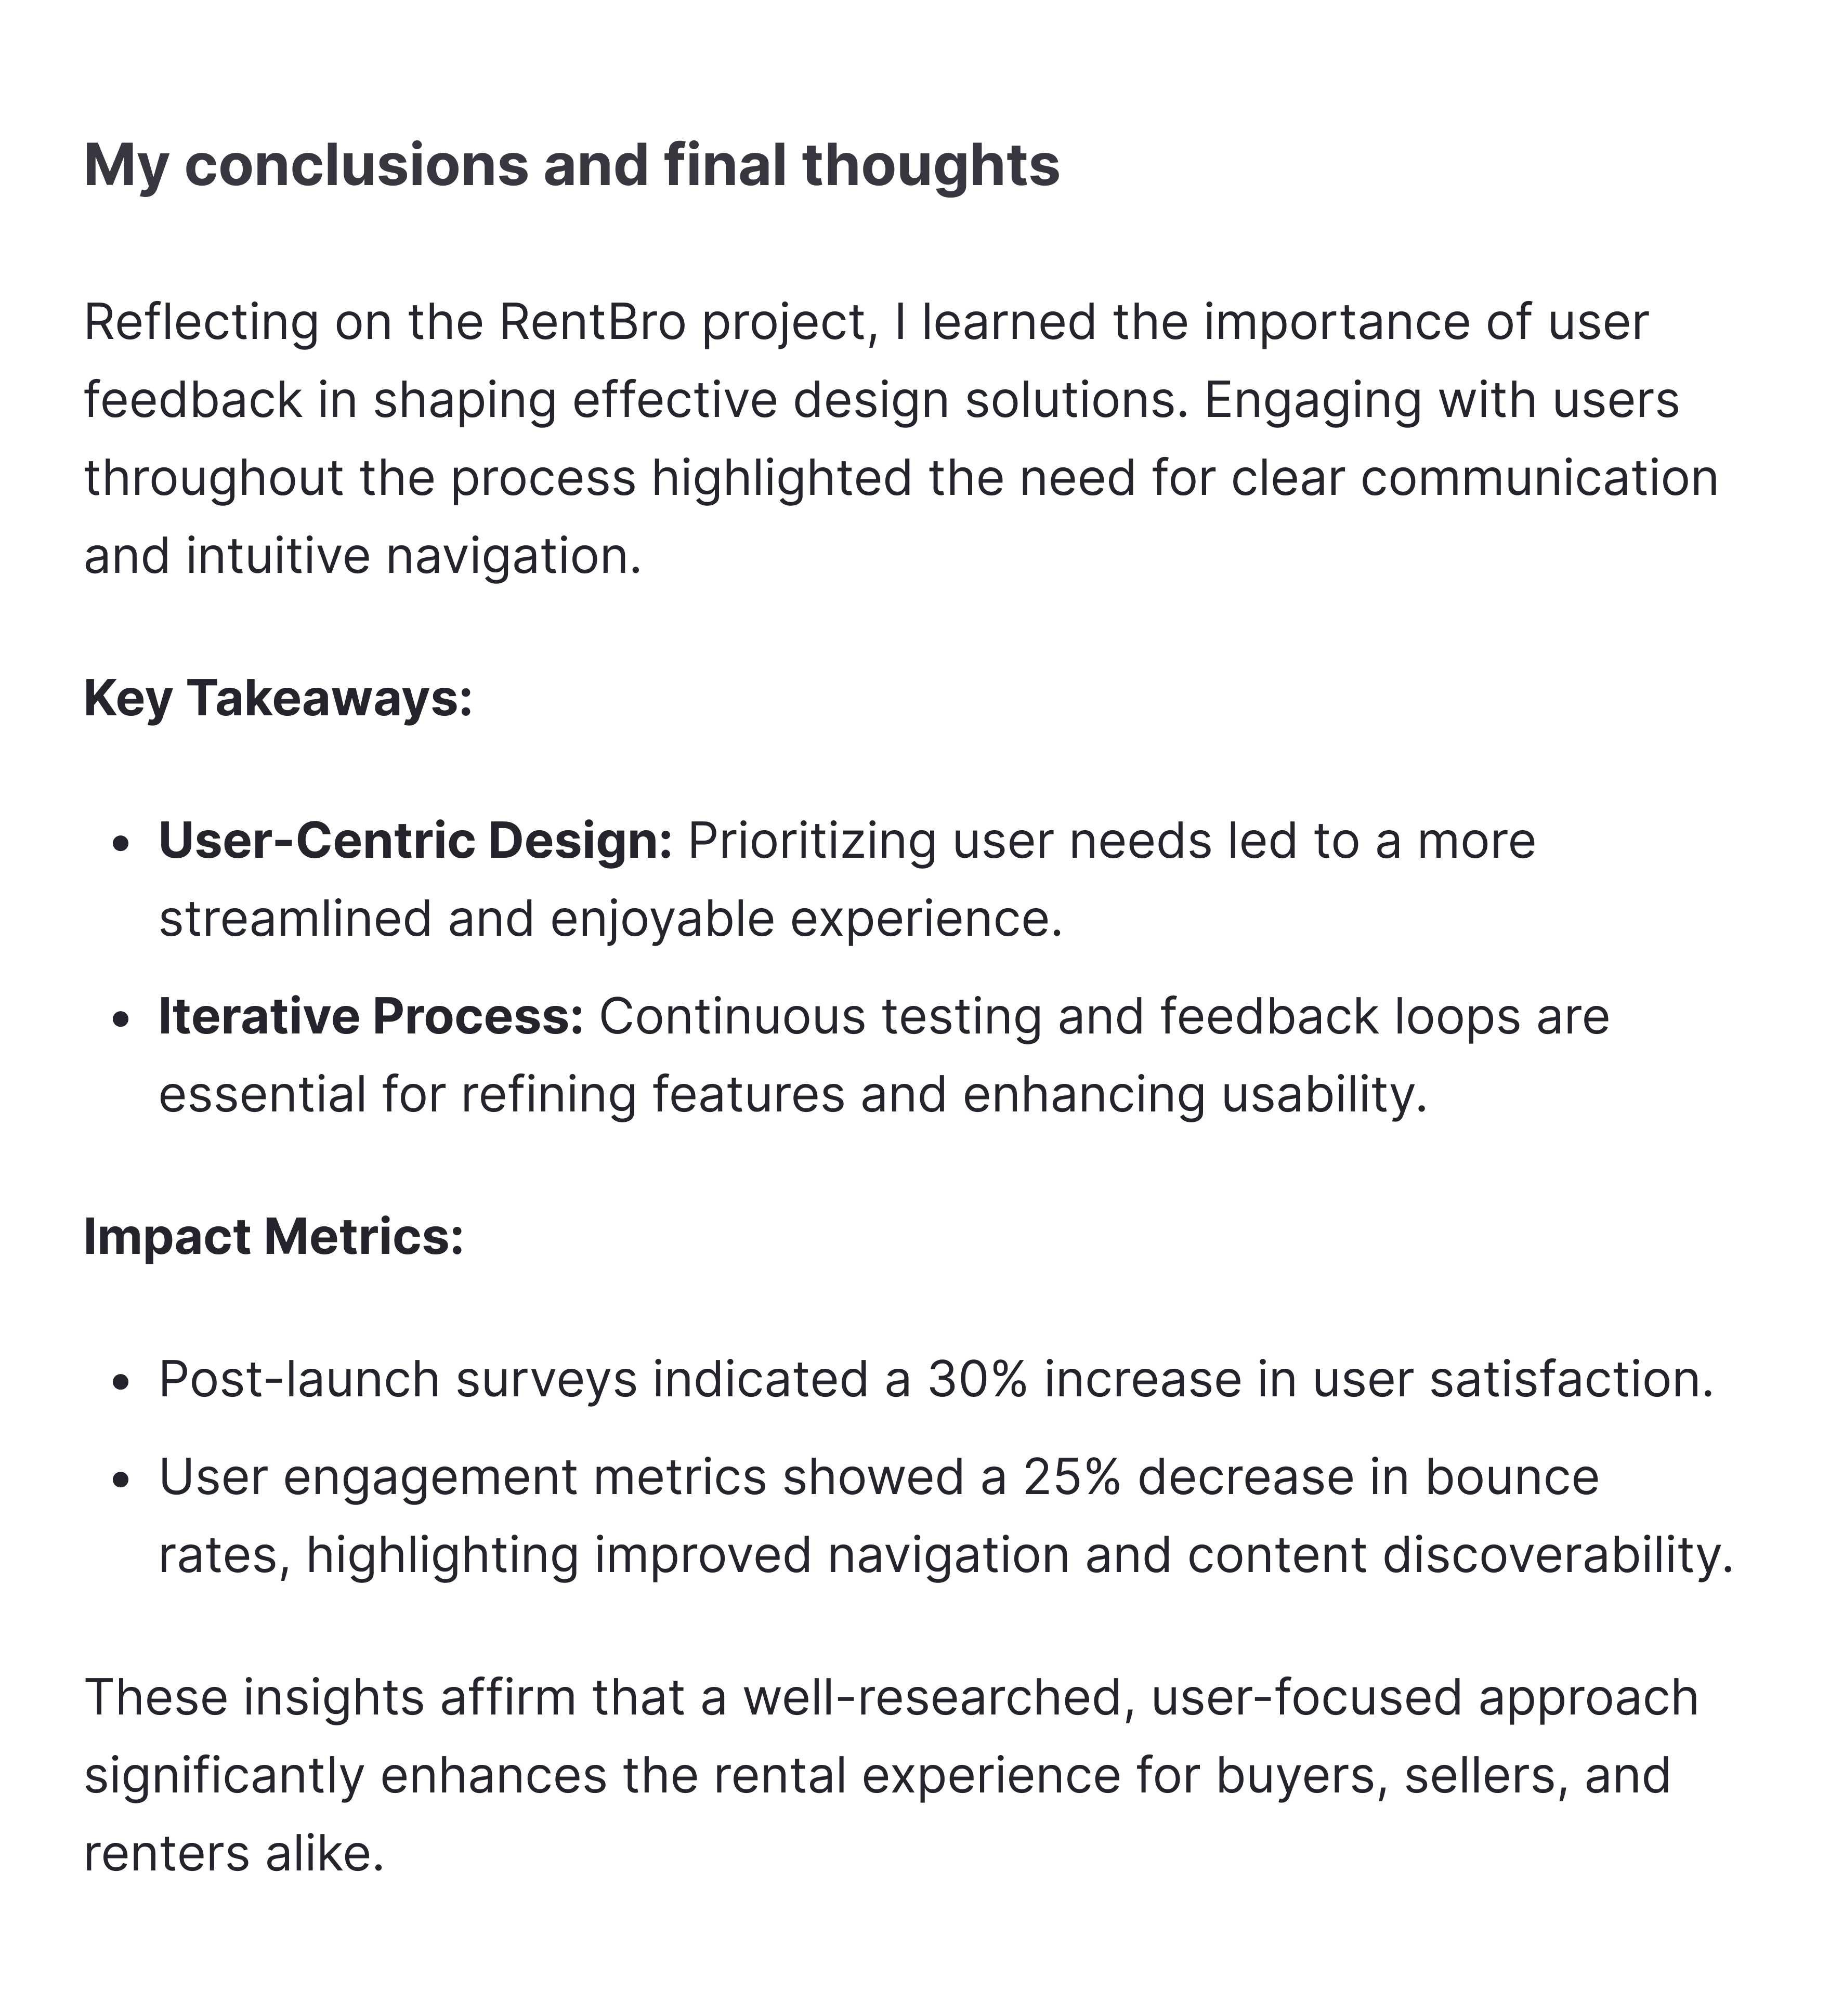 My conclusions and final thoughts
Reflecting on the RentBro project, I learned the importance of user
feedback in shaping effective design solutions. Engaging with users
throughout the process highlighted the need for clear communication
and intuitive navigation.
Key Takeaways:
• User-Centric Design: Prioritizing user needs led to a more
streamlined and enjoyable experience.
• Iterative Process: Continuous testing and feedback loops are
essential for refining features and enhancing usability.
Impact Metrics:
• Post-launch surveys indicated a 30% increase in user satisfaction.
• User engagement metrics showed a 25% decrease in bounce
rates, highlighting improved navigation and content discoverability.
These insights affirm that a well-researched, user-focused approach
significantly enhances the rental experience for buyers, sellers, and
renters alike.